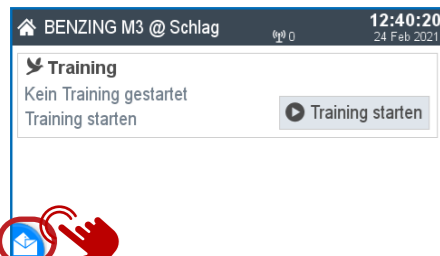 BENZING M3 @ Schlag
0
12:40:20
24 Feb 2021
Training
Kein Training gestartet
Training starten
Training starten